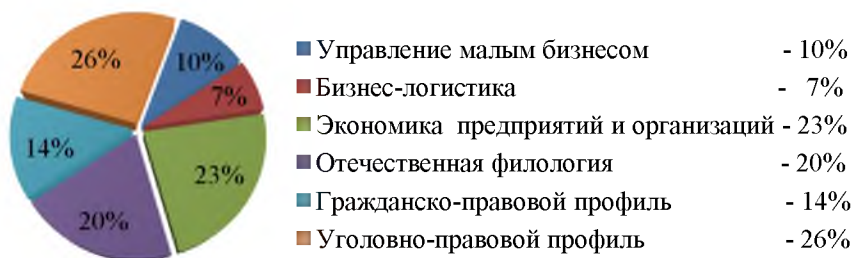 26%
10%
7%
14%
23%
20%
Управление малым бизнесом - 10%
Бизнес-логистика - 7%
Экономика предприятий и организаций - 23%
Отечественная филология - 20%
Гражданско-правовой профиль - 14%
Уголовно-правовой профиль - 26%